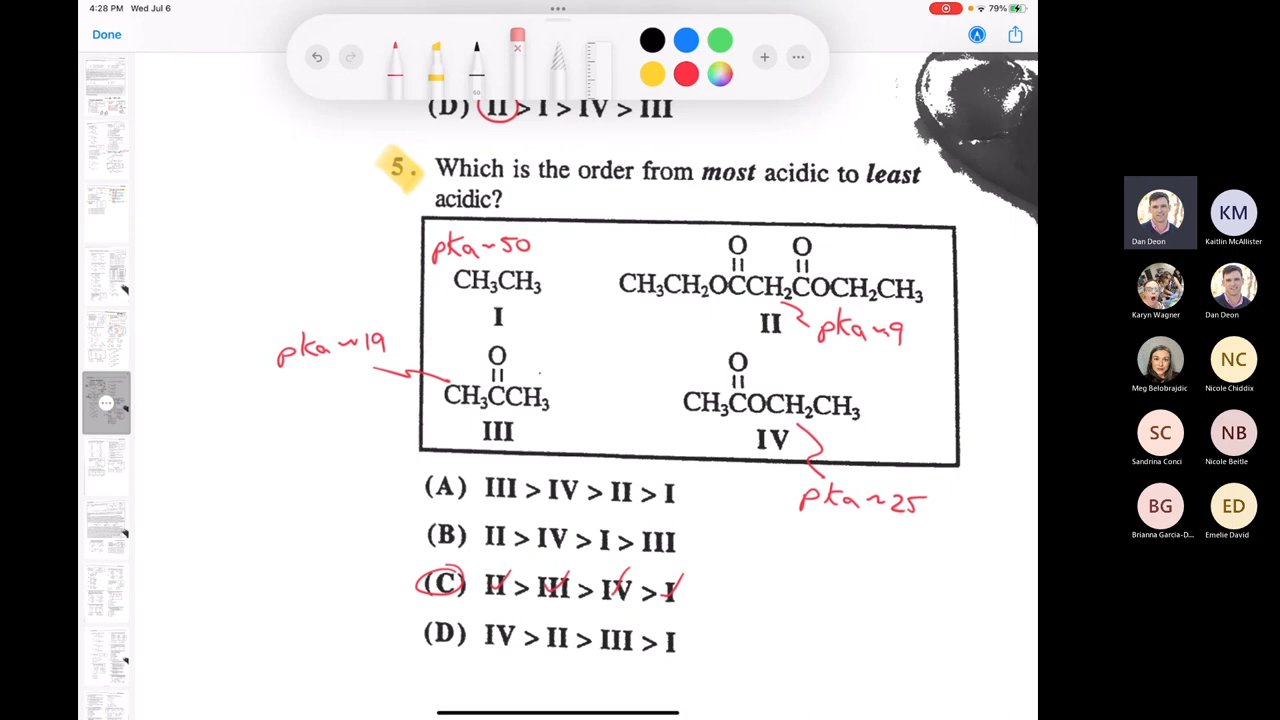 4:28 PM Wed Jul 6
79%
Done
(D) II > I > IV > III
5. Which is the order from most acidic to least
acidic?
pka ~ 50
CH3CH3
I
O O
CH3CH2OCCH2COCH2CH3
II
pka ~ 9
pka ~ 19
O
CH3CCH3
III
O
CH3COCH2CH3
IV
pka ~ 25
(A) III > IV > II > I
(B) II > IV > I > III
(C) II > III > IV > I
(D) IV > II > III > I
Dan Deon
KM
Kaitlin McAllister
Karyn Wagner
Dan Deon
Meg Belobrajdic
NC
Nicole Chiddix
SC
Sandrina Conci
NB
Nicole Beitle
BG
Brianna Garcia-D...
ED
Emelie David